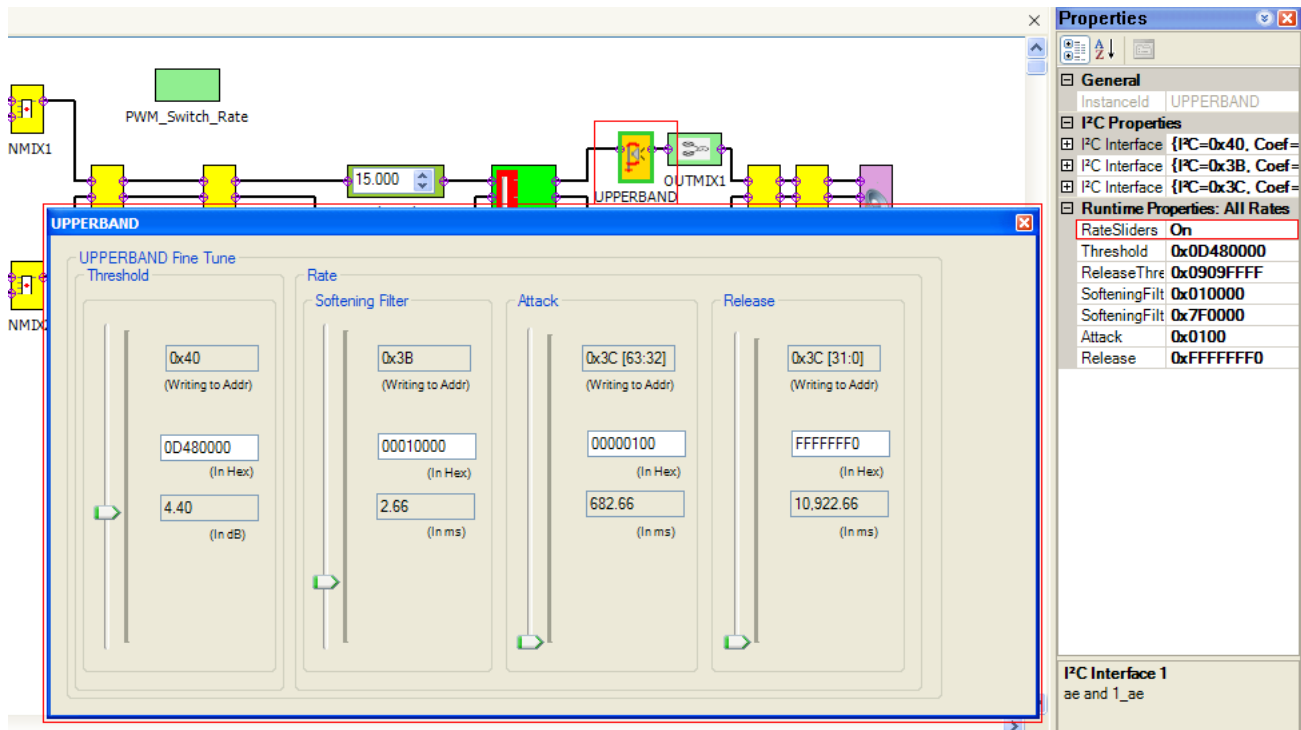 Properties
PWM_Switch_Rate
NMIX1
15.000
OUTMIX1
UPPERBAND
General
InstanceId UPPERBAND
I²C Properties
I²C Interface {I²C=0x40, Coef=
I²C Interface {I²C=0x3B, Coef=
I²C Interface {I²C=0x3C, Coef=
Runtime Properties: All Rates
RateSliders On
Threshold 0x0D480000
ReleaseThre 0x0909FFFF
SofteningFilt 0x010000
SofteningFilt 0x7F0000
Attack 0x0100
Release 0xFFFFFFF0
I²C Interface 1
ae and 1_ae
UPPERBAND
UPPERBAND Fine Tune
Threshold
Rate
Softening Filter
Attack
Release
0x40
0x3B
0x3C [63:32]
0x3C [31:0]
(Writing to Addr)
(Writing to Addr)
(Writing to Addr)
(Writing to Addr)
0D480000
00010000
00000100
FFFFFFF0
(In Hex)
(In Hex)
(In Hex)
(In Hex)
4.40
2.66
682.66
10,922.66
(In dB)
(In ms)
(In ms)
(In ms)